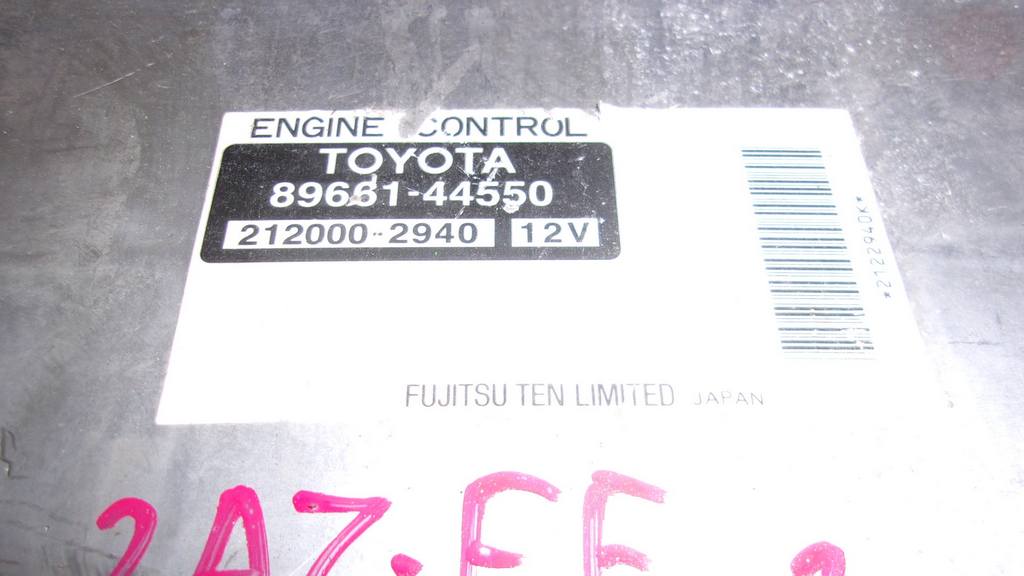 ENGINE CONTROL
TOYOTA
89661-44550
212000-2940 12V
*2122940K*
FUJITSU TEN LIMITED JAPAN
2AZ-FE